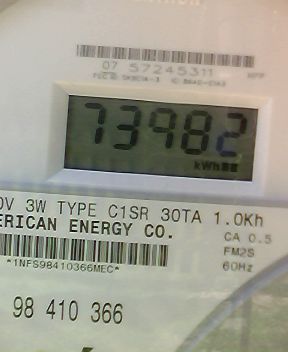 07 57245311
73982
kWh
0V 3W TYPE C1SR 30TA 1.0Kh
ERICAN ENERGY CO.
CA 0.5
FM2S
60Hz
*1NFS98410366MEC*
98 410 366